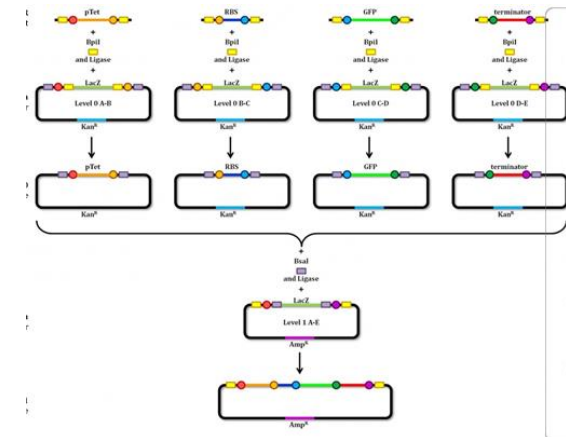 pTet RBS GFP terminator
+ + + +
BpiI BpiI BpiI BpiI
and Ligase and Ligase and Ligase and Ligase
+ + + +
LacZ LacZ LacZ LacZ
Level 0 A-B Level 0 B-C Level 0 C-D Level 0 D-E
Kanᴿ Kanᴿ Kanᴿ Kanᴿ
pTet RBS GFP terminator
Kanᴿ Kanᴿ Kanᴿ Kanᴿ
+
BsaI
and Ligase
+
LacZ
Level 1 A-E
Ampᴿ
Ampᴿ